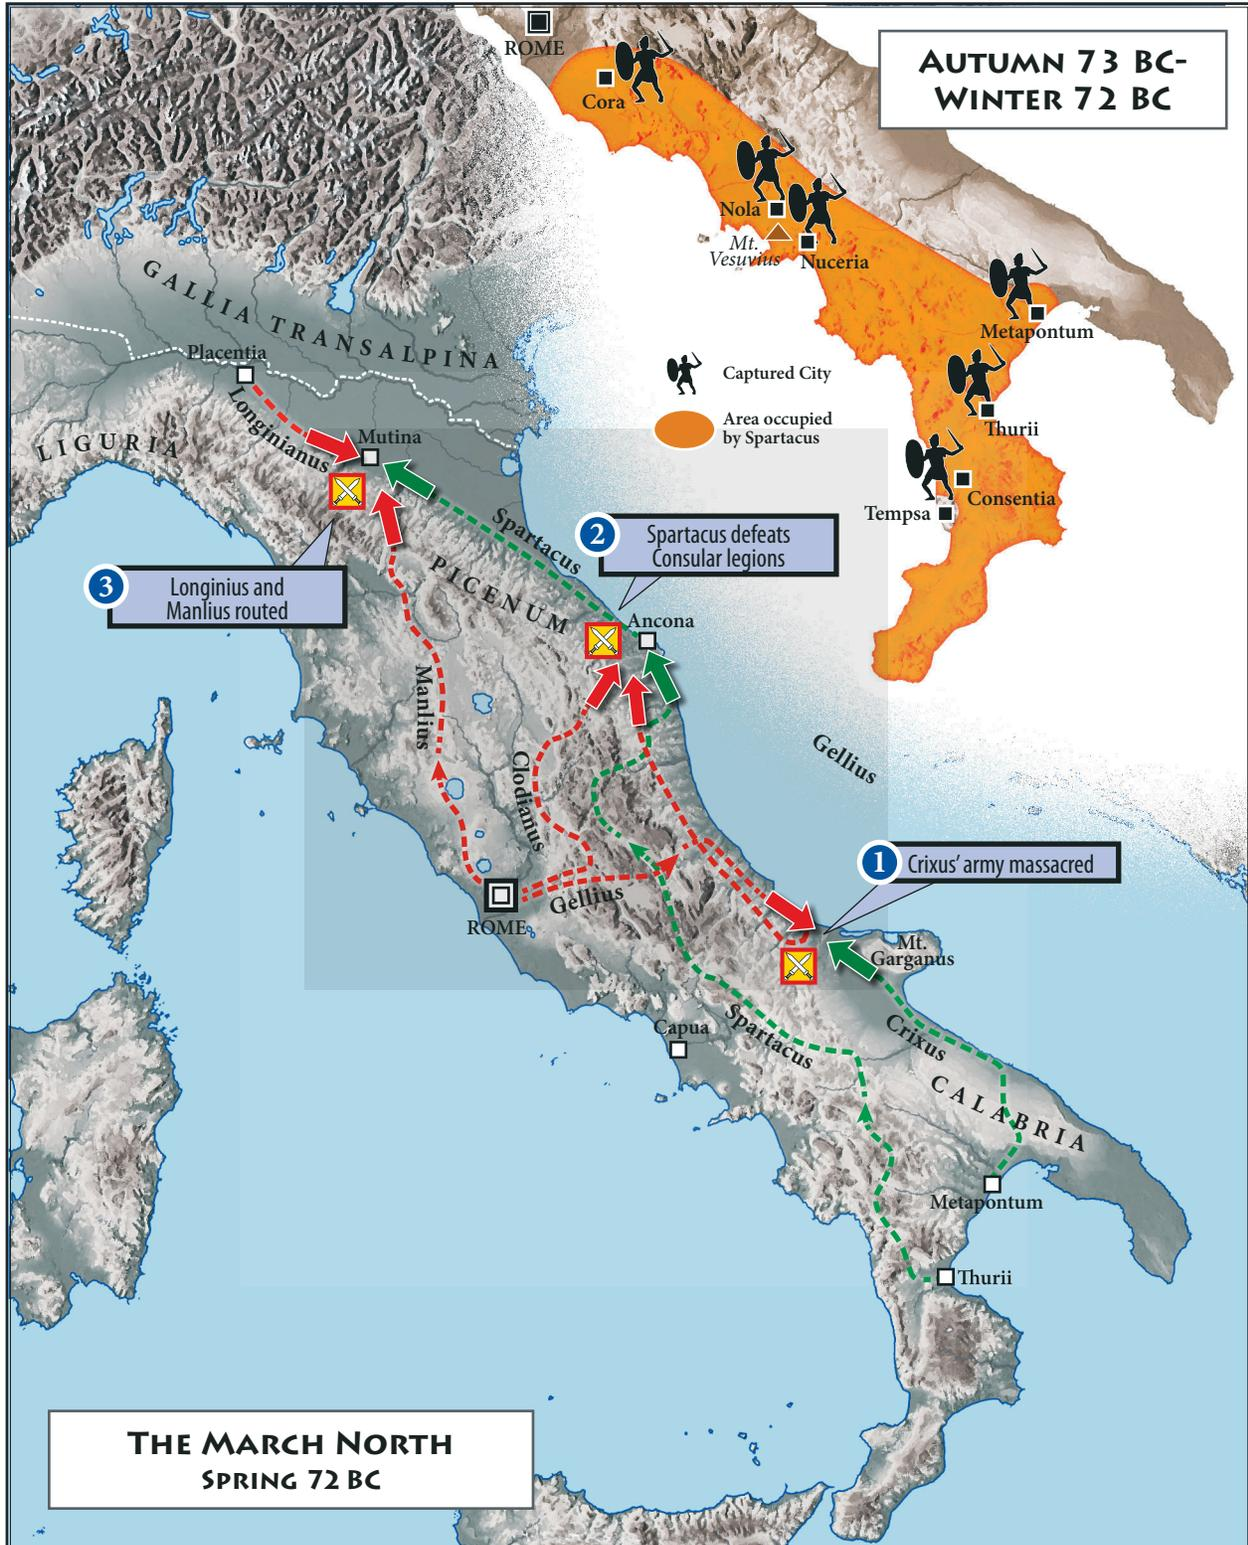 AUTUMN 73 BC-
WINTER 72 BC
ROME
Cora
Nola
Mt.
Vesuvius
Nuceria
Metapontum
Captured City
Area occupied
by Spartacus
Thurii
Consentia
Tempsa
GALLIA TRANSALPINA
Placentia
Longinianus
LIGURIA
Mutina
Spartacus
2
Spartacus defeats
Consular legions
3
Longinius and
Manlius routed
PICENUM
Ancona
Manlius
Clodianus
Gellius
1
Crixus' army massacred
ROME
Gellius
Mt.
Garganus
Capua
Spartacus
Crixus
CALABRIA
Metapontum
Thurii
THE MARCH NORTH
SPRING 72 BC